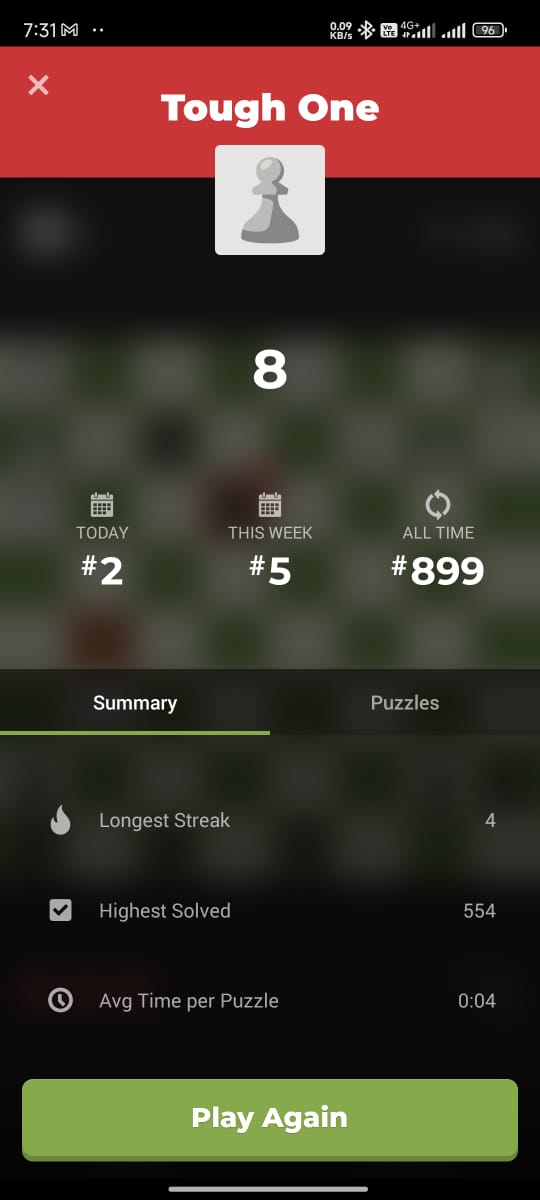 7:31
0.09
KB/s
Vo
LTE
4G+
96
Tough One
8
TODAY
THIS WEEK
ALL TIME
#2
#5
#899
Summary
Puzzles
Longest Streak
4
Highest Solved
554
Avg Time per Puzzle
0:04
Play Again